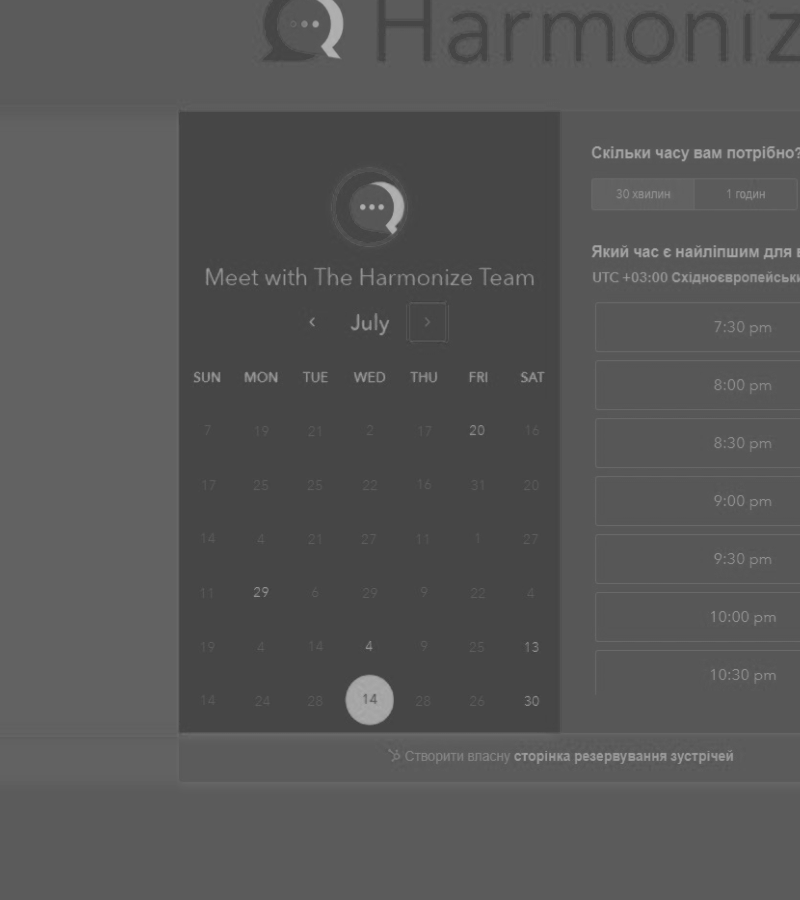 Harmoniz
Meet with The Harmonize Team
‹ July ›
SUN MON TUE WED THU FRI SAT
7 19 21 2 17 20 16
17 25 25 22 16 31 20
14 4 21 27 11 1 27
11 29 6 29 9 22 4
19 4 14 4 9 25 13
14 24 28 14 28 26 30
Скільки часу вам потрібно?
30 хвилин 1 годин
Який час є найліпшим для в
UTC +03:00 Східноєвропейськи
7:30 pm
8:00 pm
8:30 pm
9:00 pm
9:30 pm
10:00 pm
10:30 pm
Створити власну сторінка резервування зустрічей